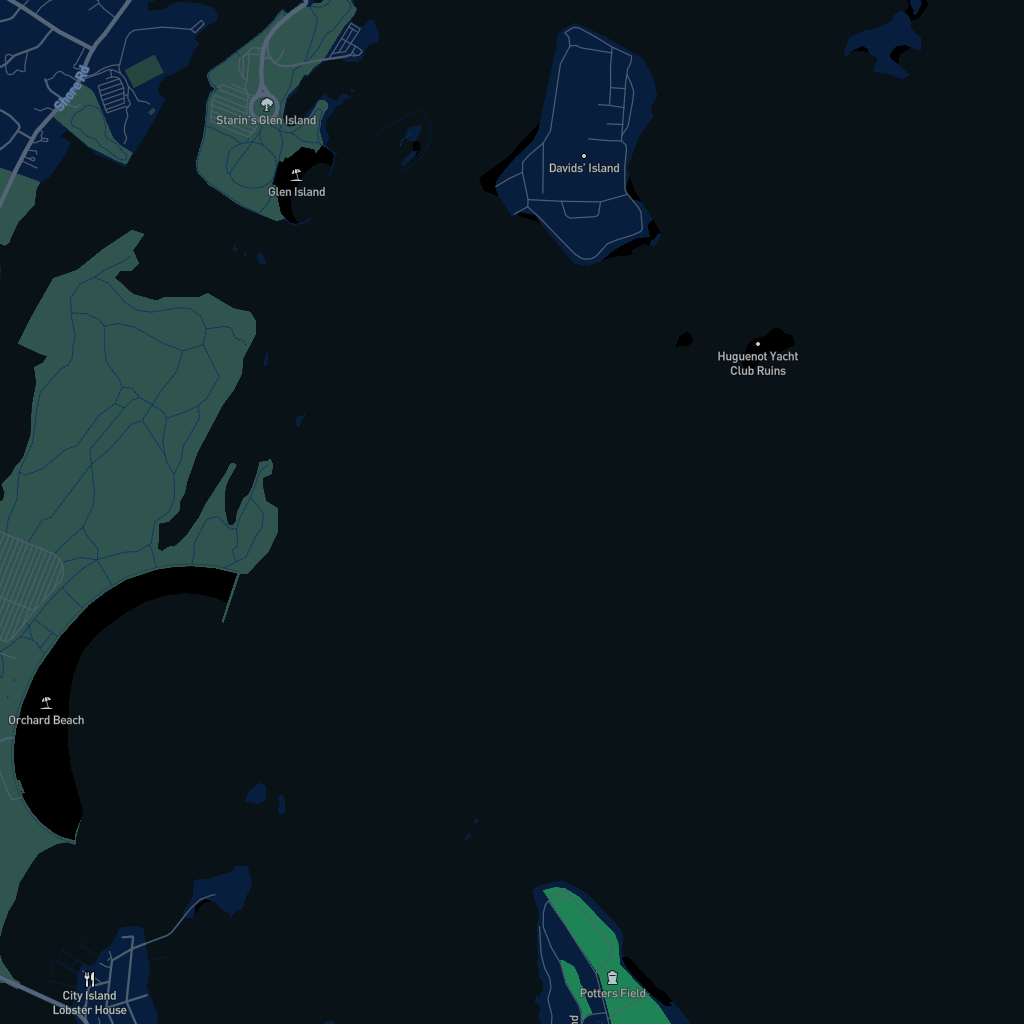 Shore Rd
Starin's Glen Island
Glen Island
Davids' Island
Huguenot Yacht
Club Ruins
Orchard Beach
City Island
Lobster House
Potters Field